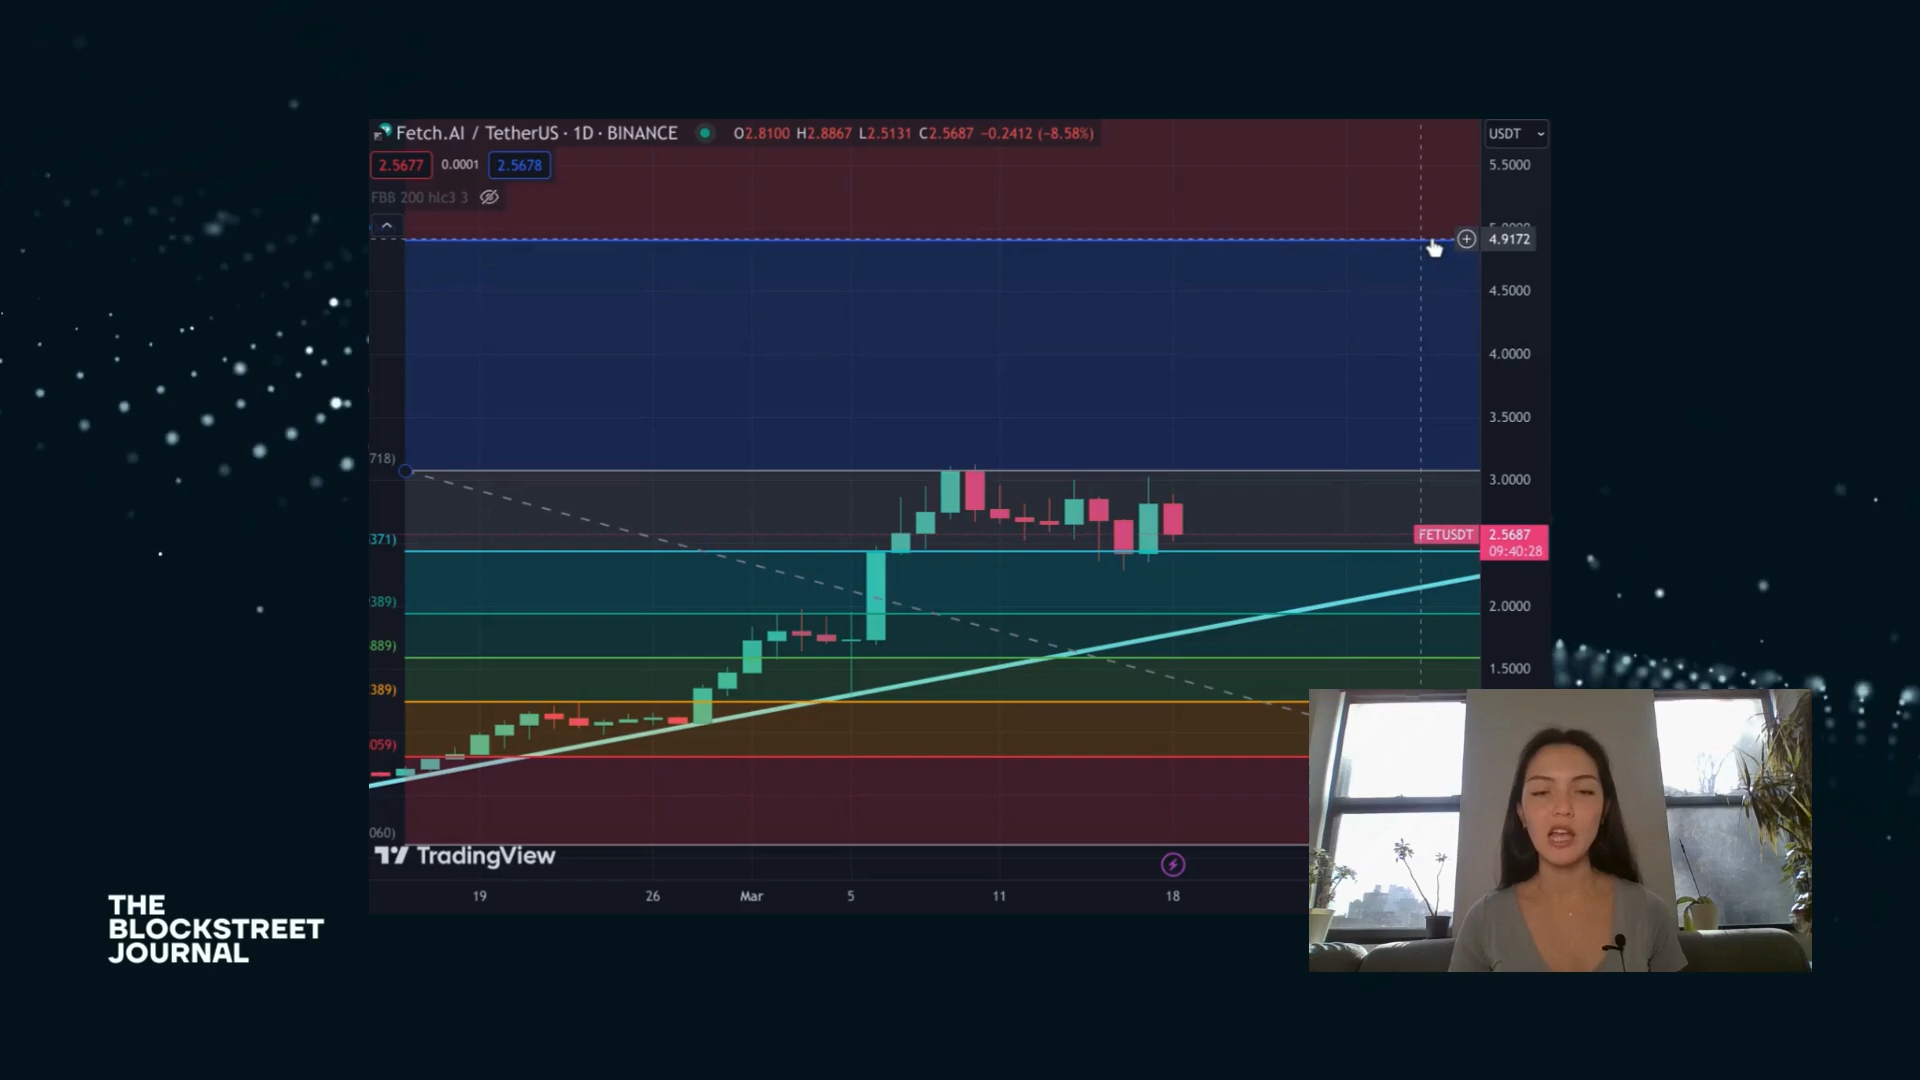 Fetch.AI / TetherUS · 1D · BINANCE O2.8100 H2.8867 L2.5131 C2.5687 −0.2412 (−8.58%)
USDT
2.5677 0.0001 2.5678
FBB 200 hlc3 3
5.5000
4.9172
4.5000
4.0000
3.5000
718)
3.0000
FETUSDT 2.5687
09:40:28
371)
389)
2.0000
889)
1.5000
389)
059)
060)
TradingView
19 26 Mar 5 11 18
THE
BLOCKSTREET
JOURNAL